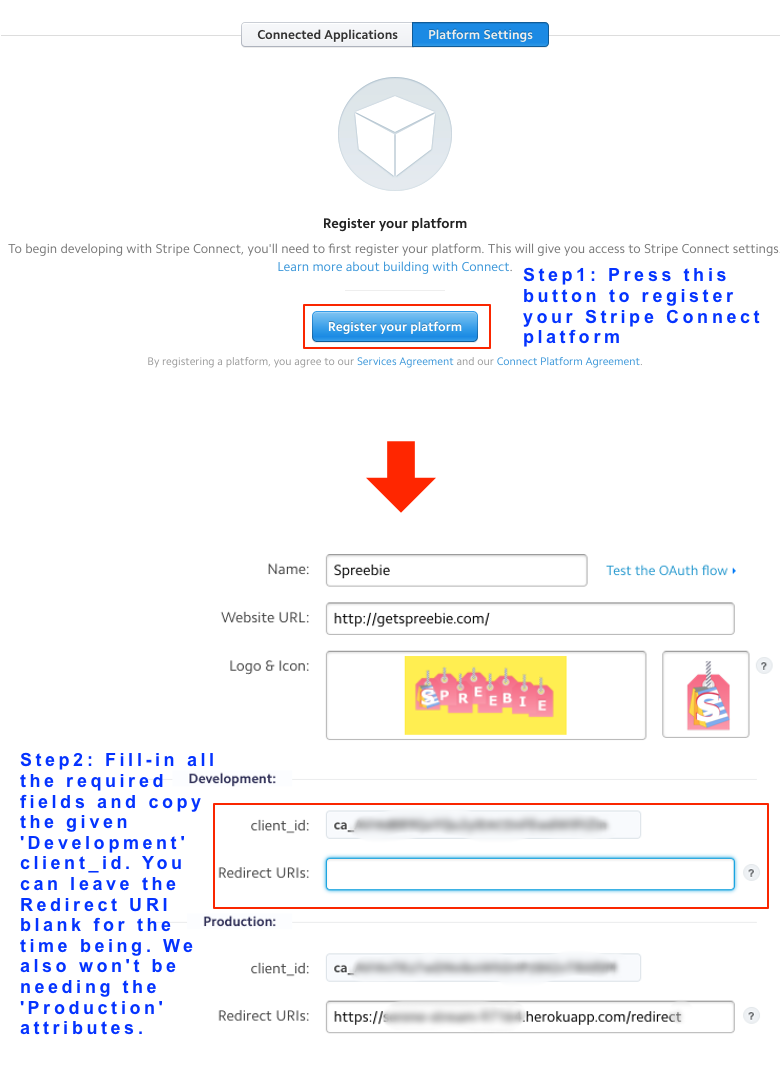 Connected Applications
Platform Settings
Register your platform
To begin developing with Stripe Connect, you'll need to first register your platform. This will give you access to Stripe Connect settings
Learn more about building with Connect.
Step1: Press this
button to register
your Stripe Connect
platform
Register your platform
By registering a platform, you agree to our Services Agreement and our Connect Platform Agreement.
Name:
Spreebie
Test the OAuth flow
Website URL:
http://getspreebie.com/
Logo & Icon:
SPREEBIE
S
?
Step2: Fill-in all
the required
fields and copy
the given
'Development'
client_id. You
can leave the
Redirect URI
blank for the
time being. We
also won't be
needing the
'Production'
attributes.
Development:
client_id:
ca_
Redirect URIs:
?
Production:
client_id:
ca_
Redirect URIs:
https://
.herokuapp.com/redirect
?